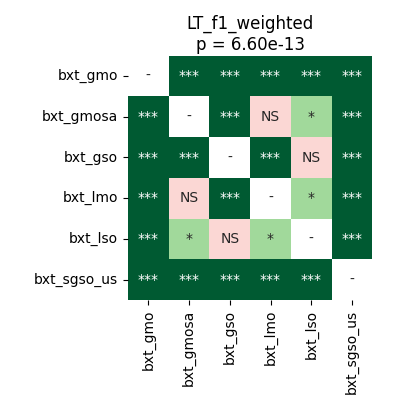 LT_f1_weighted
p = 6.60e-13
bxt_gmo - *** *** *** *** ***
bxt_gmosa *** - *** NS * ***
bxt_gso *** *** - *** NS ***
bxt_lmo *** NS *** - * ***
bxt_lso *** * NS * - ***
bxt_sgso_us *** *** *** *** *** -
bxt_gmo
bxt_gmosa
bxt_gso
bxt_lmo
bxt_lso
bxt_sgso_us